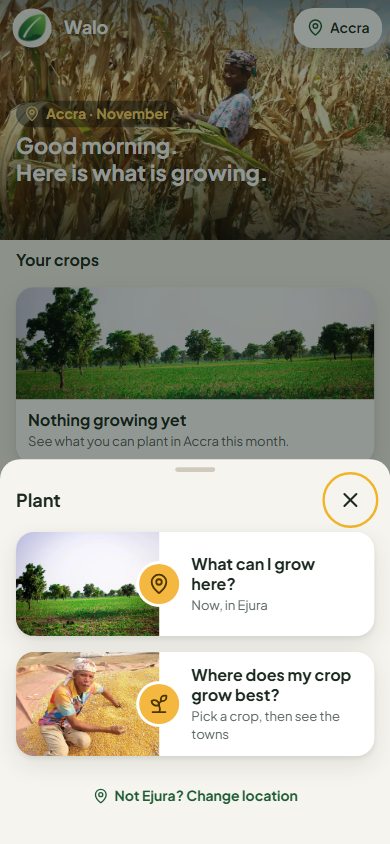 Walo
Accra
Accra · November
Good morning.
Here is what is growing.
Your crops
Nothing growing yet
See what you can plant in Accra this month.
Plant
What can I grow
here?
Now, in Ejura
Where does my crop
grow best?
Pick a crop, then see the
towns
Not Ejura? Change location